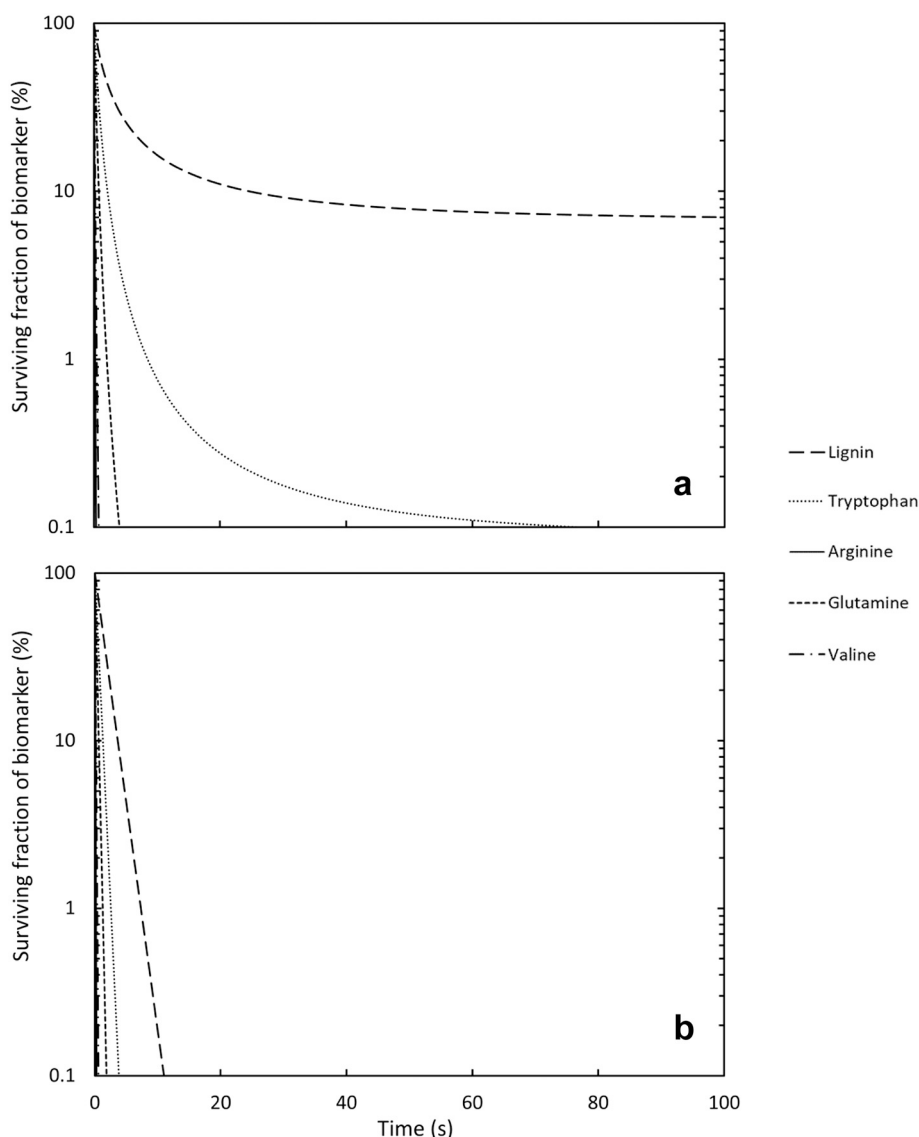 Surviving fraction of biomarker (%)
100
10
1
0.1
a
Surviving fraction of biomarker (%)
100
10
1
0.1
b
0 20 40 60 80 100
Time (s)
Lignin
Tryptophan
Arginine
Glutamine
Valine